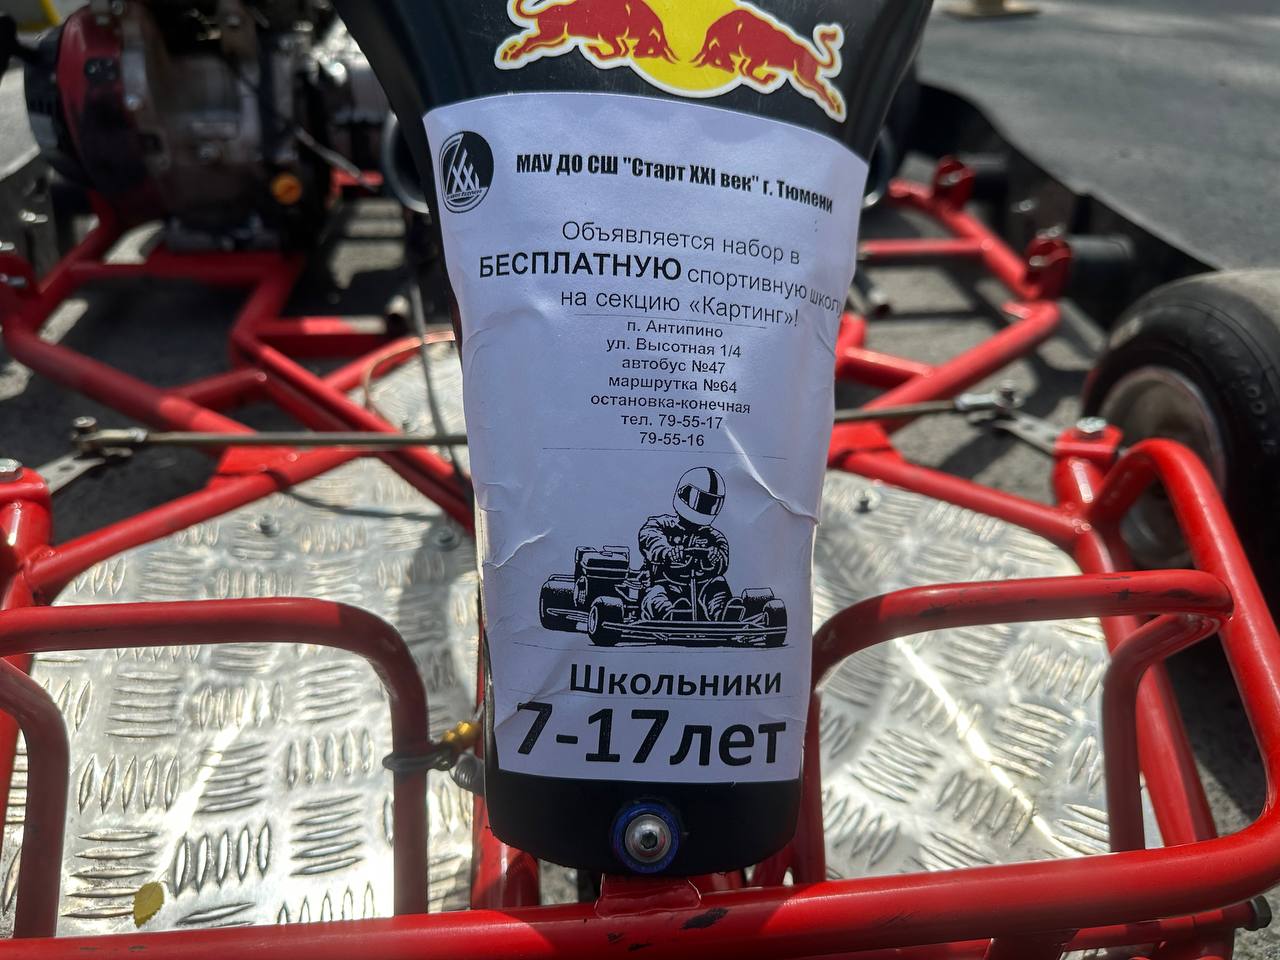 МАУ ДО СШ "Старт XXI век" г. Тюмени
Объявляется набор в
БЕСПЛАТНУЮ спортивную школу
на секцию «Картинг»!
п. Антипино
ул. Высотная 1/4
автобус №47
маршрутка №64
остановка-конечная
тел. 79-55-17
79-55-16
Школьники
7-17лет